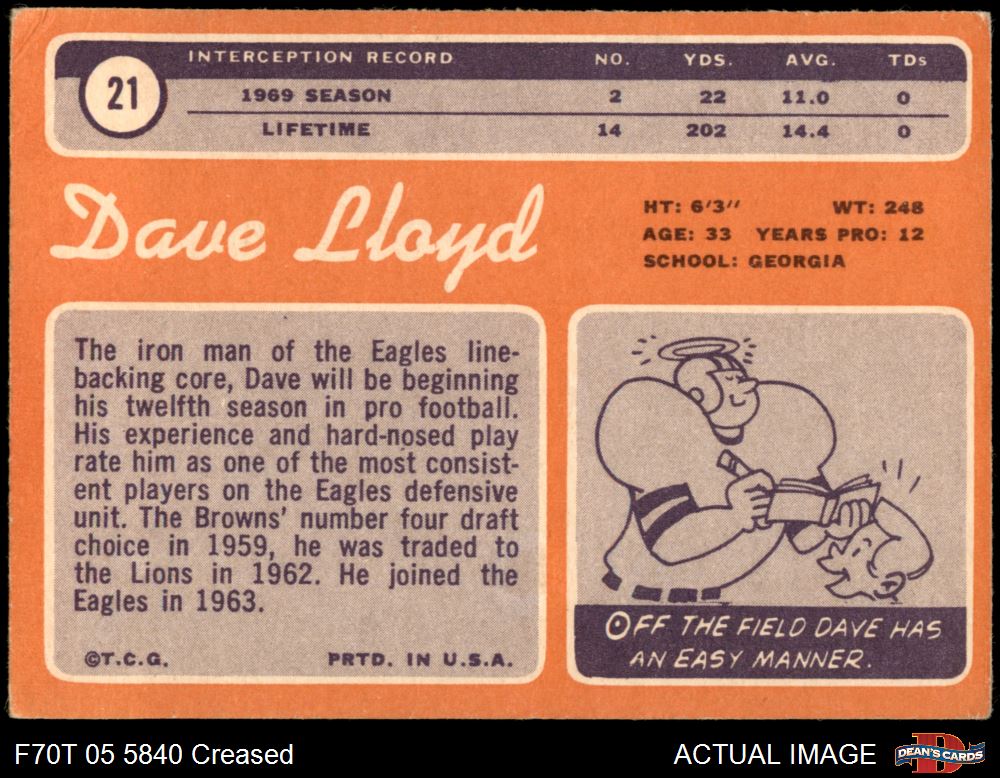 21
INTERCEPTION RECORD NO. YDS. AVG. TDs
1969 SEASON 2 22 11.0 0
LIFETIME 14 202 14.4 0
Dave Lloyd
HT: 6'3" WT: 248
AGE: 33 YEARS PRO: 12
SCHOOL: GEORGIA
The iron man of the Eagles line-
backing core, Dave will be beginning
his twelfth season in pro football.
His experience and hard-nosed play
rate him as one of the most consist-
ent players on the Eagles defensive
unit. The Browns' number four draft
choice in 1959, he was traded to
the Lions in 1962. He joined the
Eagles in 1963.
©T.C.G. PRTD. IN U.S.A.
OFF THE FIELD DAVE HAS
AN EASY MANNER.
F70T 05 5840 Creased ACTUAL IMAGE DEAN'S CARDS